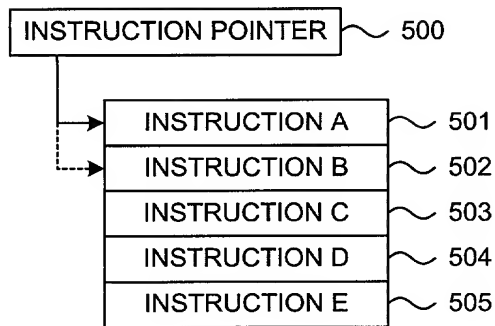 INSTRUCTION POINTER 500
INSTRUCTION A 501
INSTRUCTION B 502
INSTRUCTION C 503
INSTRUCTION D 504
INSTRUCTION E 505